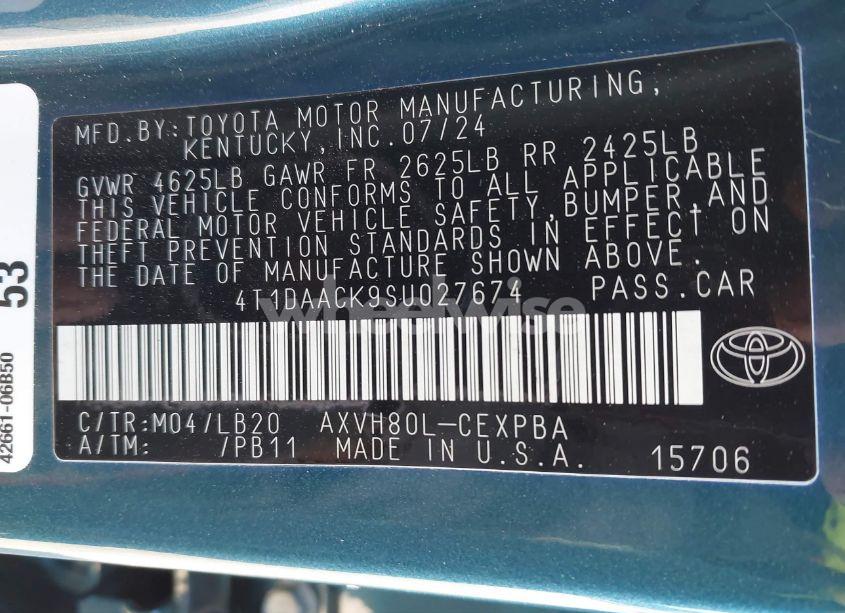 MFD.BY:TOYOTA MOTOR MANUFACTURING,
KENTUCKY,INC.07/24
GVWR 4625LB GAWR FR 2625LB RR 2425LB
THIS VEHICLE CONFORMS TO ALL APPLICABLE
FEDERAL MOTOR VEHICLE SAFETY,BUMPER,AND
THEFT PREVENTION STANDARDS IN EFFECT ON
THE DATE OF MANUFACTURE SHOWN ABOVE.
4T1DAACK9SU027674 PASS.CAR
wheelwise
C/TR:M04/LB20 AXVH80L-CEXPBA
A/TM: /PB11 MADE IN U.S.A. 15706
53
42661-06B50